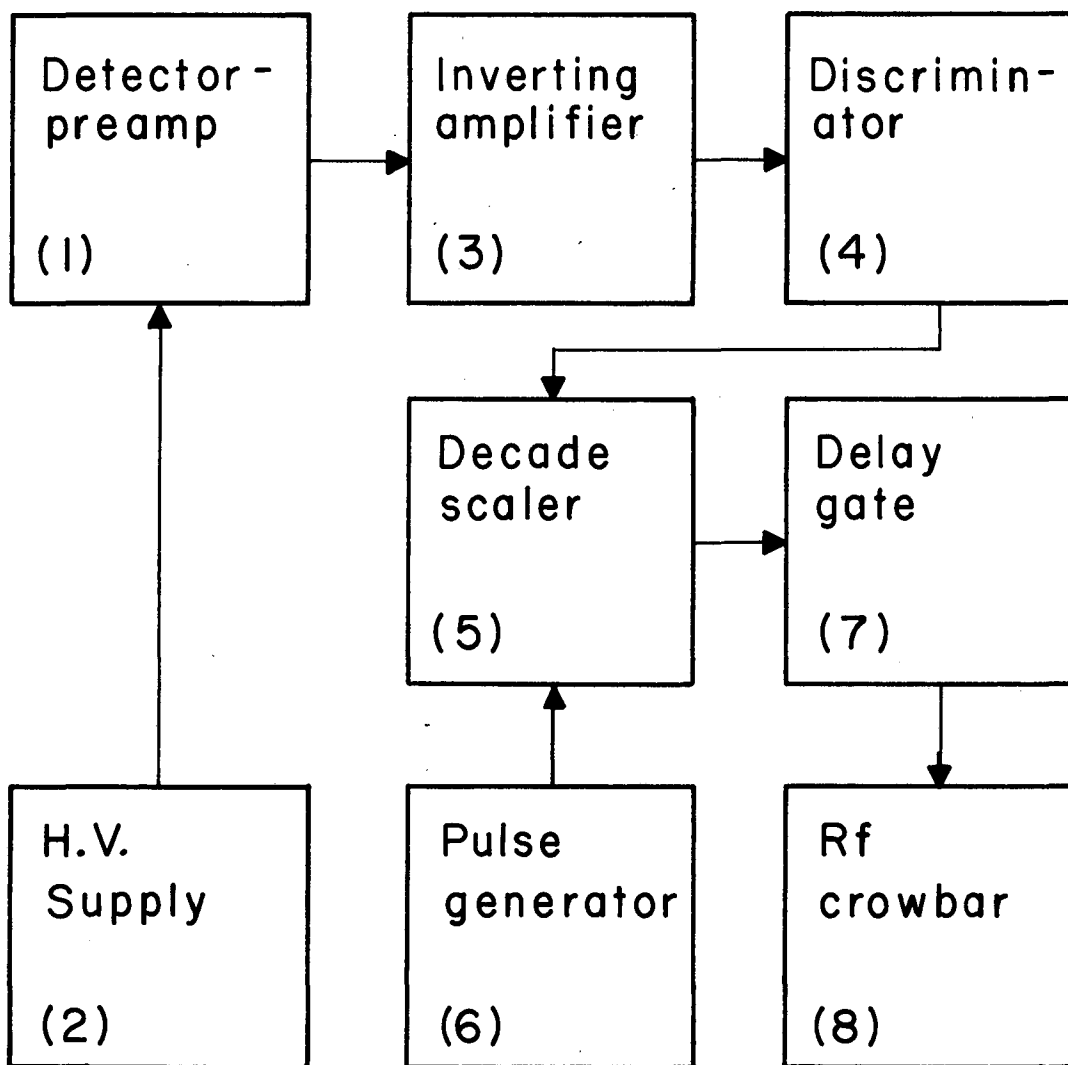 Detector-
preamp
(1)
Inverting
amplifier
(3)
Discrimin-
ator
(4)
Decade
scaler
(5)
Delay
gate
(7)
H.V.
Supply
(2)
Pulse
generator
(6)
Rf
crowbar
(8)